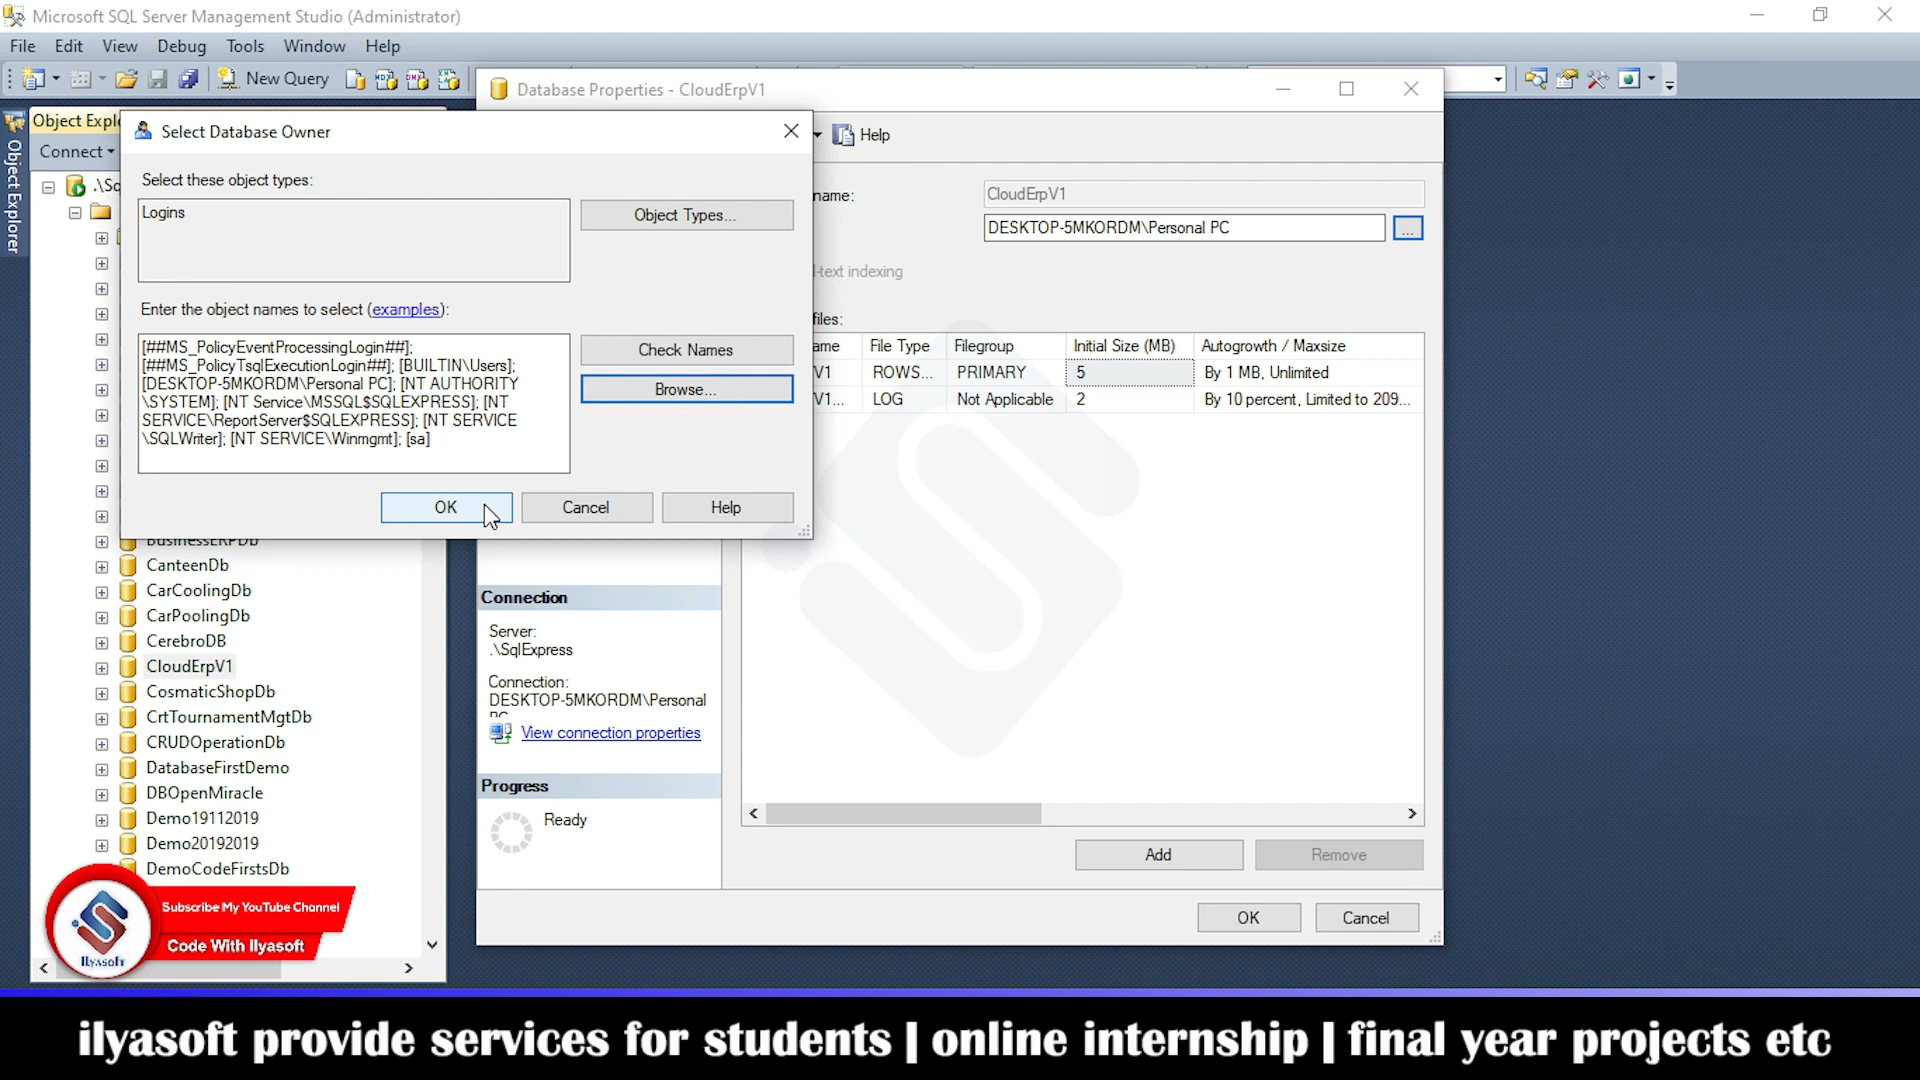 Microsoft SQL Server Management Studio (Administrator)
File Edit View Debug Tools Window Help
New Query
Database Properties - CloudErpV1
Help
Object Explorer
Object Expl
Connect
Select Database Owner
Select these object types:
Logins
Object Types...
Enter the object names to select (examples):
[##MS_PolicyEventProcessingLogin##];
[##MS_PolicyTsqlExecutionLogin##]; [BUILTIN\Users];
[DESKTOP-5MKORDM\Personal PC]; [NT AUTHORITY
\SYSTEM]; [NT Service\MSSQL$SQLEXPRESS]; [NT
SERVICE\ReportServer$SQLEXPRESS]; [NT SERVICE
\SQLWriter]; [NT SERVICE\Winmgmt]; [sa]
Check Names
Browse...
OK Cancel Help
name: CloudErpV1
DESKTOP-5MKORDM\Personal PC ...
l-text indexing
files:
ame File Type Filegroup Initial Size (MB) Autogrowth / Maxsize
V1 ROWS... PRIMARY 5 By 1 MB, Unlimited
V1... LOG Not Applicable 2 By 10 percent, Limited to 209...
BusinessERPDb
CanteenDb
CarCoolingDb
CarPoolingDb
CerebroDB
CloudErpV1
CosmaticShopDb
CrtTournamentMgtDb
CRUDOperationDb
DatabaseFirstDemo
DBOpenMiracle
Demo19112019
Demo20192019
DemoCodeFirstsDb
Connection
Server:
.\SqlExpress
Connection:
DESKTOP-5MKORDM\Personal
PC
View connection properties
Progress
Ready
Add Remove
OK Cancel
Subscribe My YouTube Channel
Code With Ilyasoft
Ilyasoft
ilyasoft provide services for students | online internship | final year projects etc